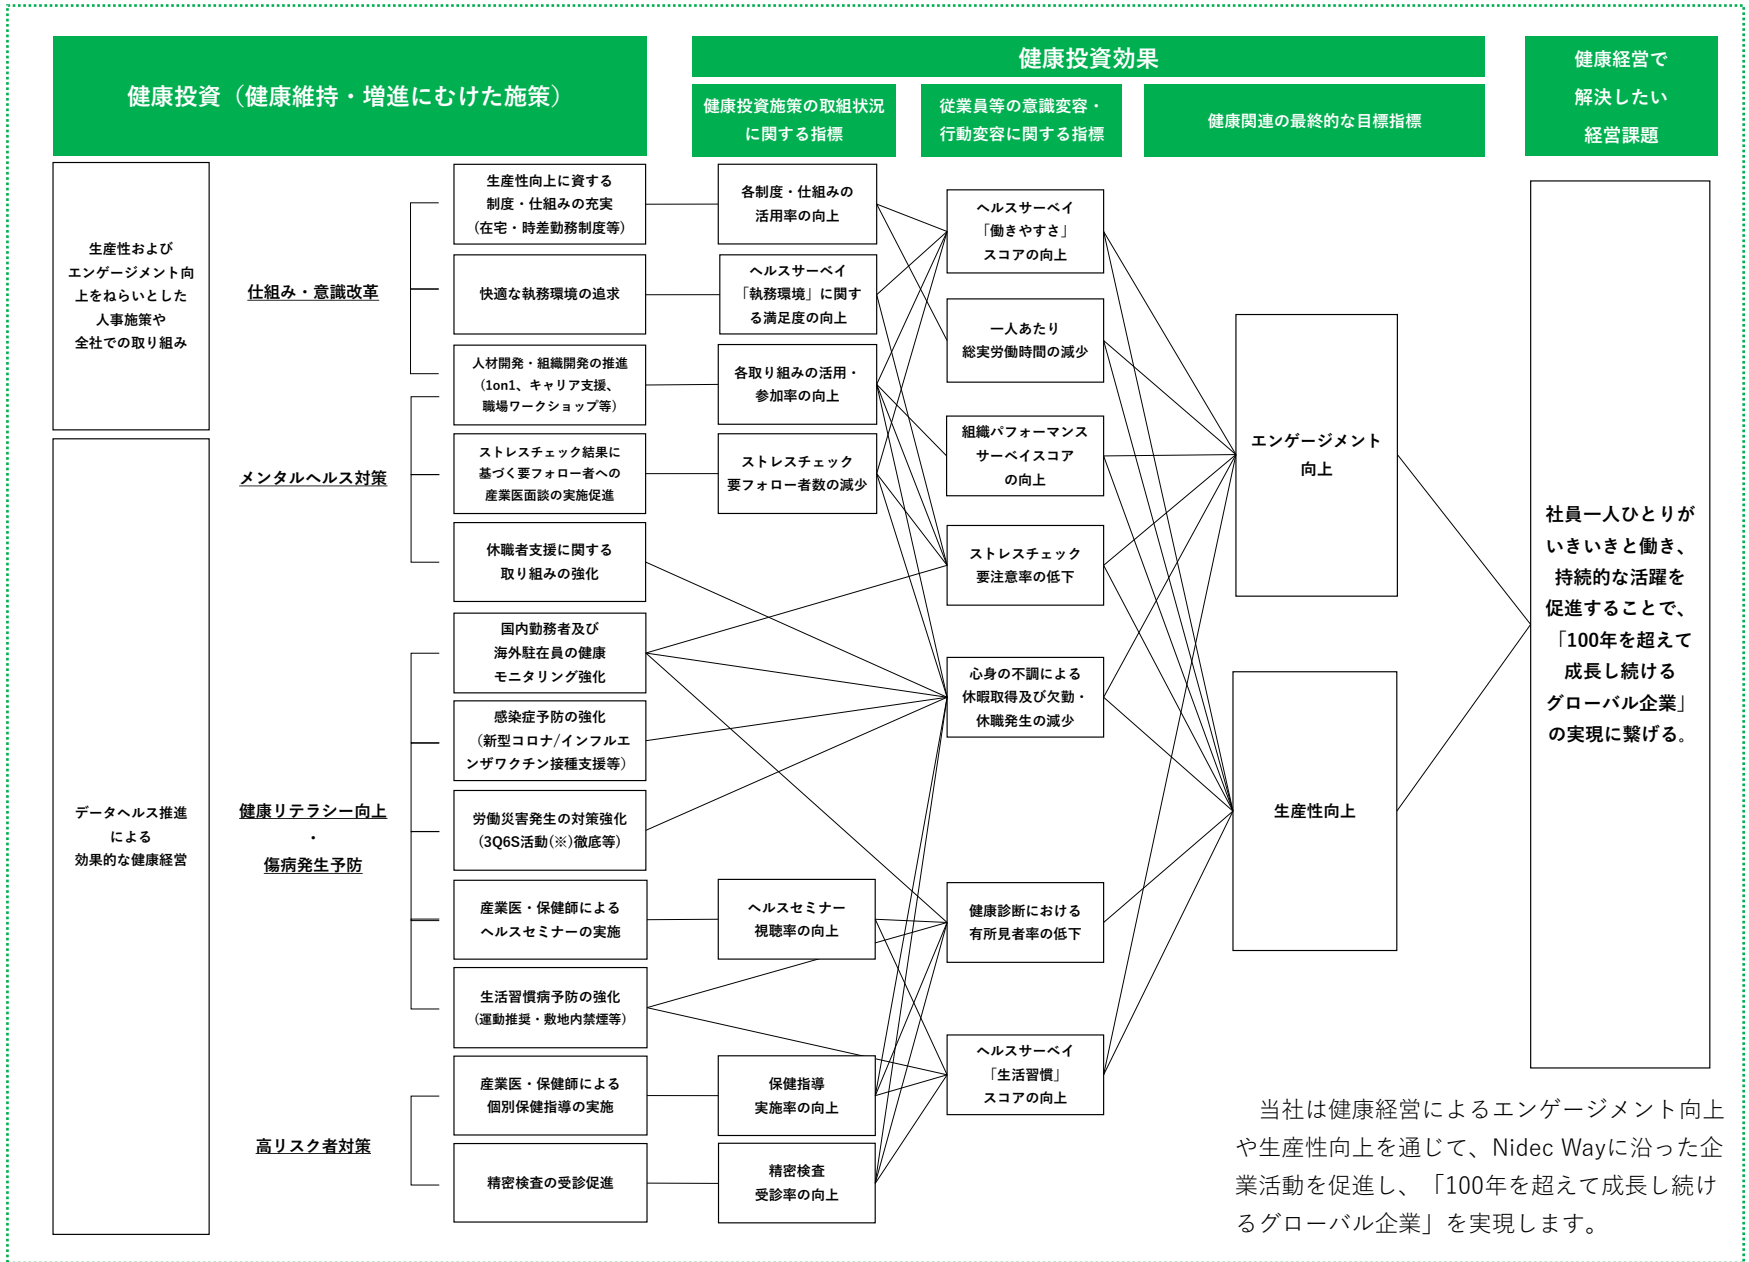 健康投資（健康維持・増進にむけた施策）
健康投資効果
健康投資施策の取組状況
に関する指標
従業員等の意識変容・
行動変容に関する指標
健康関連の最終的な目標指標
健康経営で
解決したい
経営課題
生産性および
エンゲージメント向
上をねらいとした
人事施策や
全社での取り組み
データヘルス推進
による
効果的な健康経営
仕組み・意識改革
メンタルヘルス対策
健康リテラシー向上
・
傷病発生予防
高リスク者対策
生産性向上に資する
制度・仕組みの充実
（在宅・時差勤務制度等）
快適な執務環境の追求
人材開発・組織開発の推進
（1on1、キャリア支援、
職場ワークショップ等）
ストレスチェック結果に
基づく要フォロー者への
産業医面談の実施促進
休職者支援に関する
取り組みの強化
国内勤務者及び
海外駐在員の健康
モニタリング強化
感染症予防の強化
（新型コロナ/インフルエ
ンザワクチン接種支援等）
労働災害発生の対策強化
（3Q6S活動(※)徹底等）
産業医・保健師による
ヘルスセミナーの実施
生活習慣病予防の強化
（運動推奨・敷地内禁煙等）
産業医・保健師による
個別保健指導の実施
精密検査の受診促進
各制度・仕組みの
活用率の向上
ヘルスサーベイ
「執務環境」に関す
る満足度の向上
各取り組みの活用・
参加率の向上
ストレスチェック
要フォロー者数の減少
ヘルスセミナー
視聴率の向上
保健指導
実施率の向上
精密検査
受診率の向上
ヘルスサーベイ
「働きやすさ」
スコアの向上
一人あたり
総実労働時間の減少
組織パフォーマンス
サーベイスコア
の向上
ストレスチェック
要注意率の低下
心身の不調による
休暇取得及び欠勤・
休職発生の減少
健康診断における
有所見者率の低下
ヘルスサーベイ
「生活習慣」
スコアの向上
エンゲージメント
向上
生産性向上
社員一人ひとりが
いきいきと働き、
持続的な活躍を
促進することで、
「100年を超えて
成長し続ける
グローバル企業」
の実現に繋げる。
当社は健康経営によるエンゲージメント向上
や生産性向上を通じて、Nidec Wayに沿った企
業活動を促進し、「100年を超えて成長し続け
るグローバル企業」を実現します。